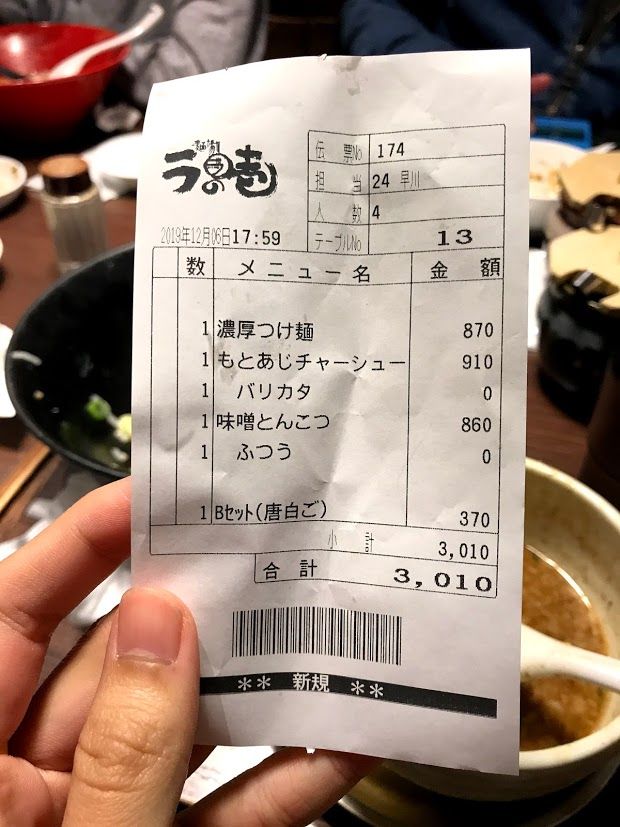 麺場
ラの壱
伝票No 174
担当 24 早川
人数 4
2019年12月06日17:59
テーブルNo 13
数 メニュー名 金額
1 濃厚つけ麺 870
1 もとあじチャーシュー 910
1 バリカタ 0
1 味噌とんこつ 860
1 ふつう 0
1 Bｾｯﾄ(唐白ご) 370
小計 3,010
合計 3,010
** 新規 **